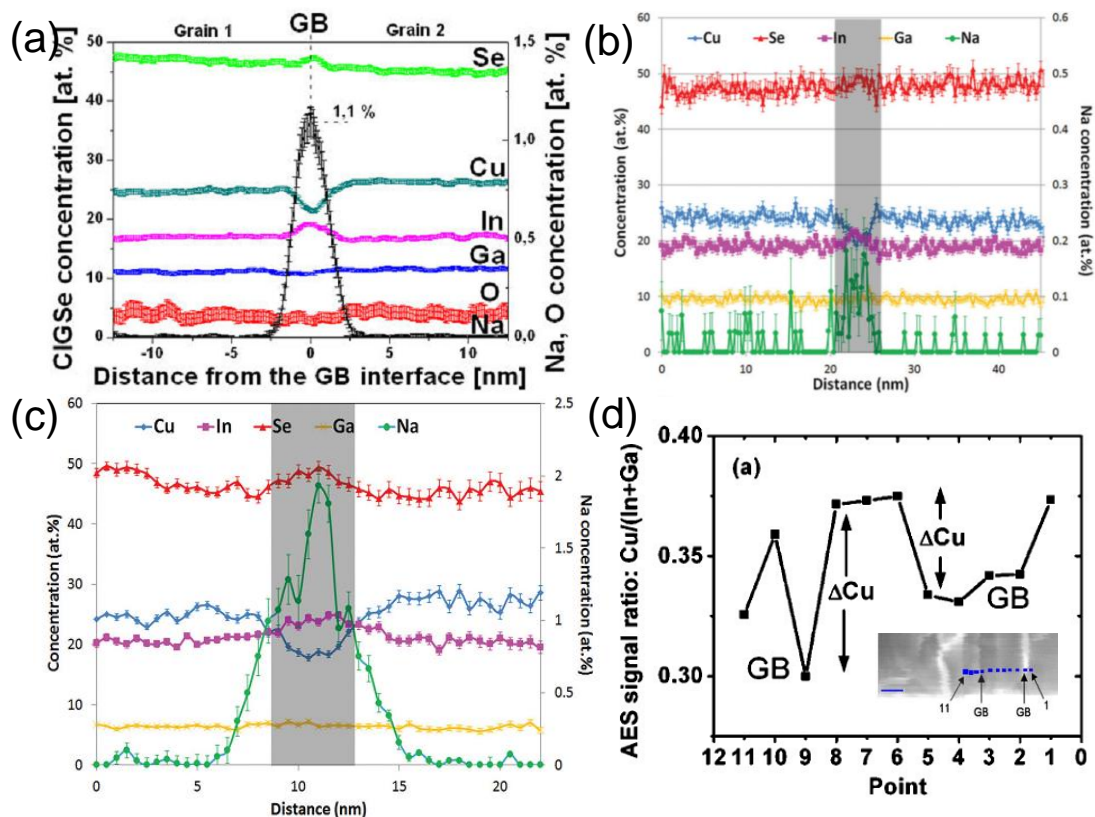 (a)
GB
Grain 1
Grain 2
CIGSe concentration [at. %]
50
45
40
35
30
25
20
15
10
5
0
Se
Cu
In
Ga
O
Na
1.1 %
1,5
1,0
0,5
0,0
Na, O concentration [at. %]
-10
-5
0
5
10
Distance from the GB interface [nm]
(b)
Cu
Se
In
Ga
Na
Concentration (at.%)
60
50
40
30
20
10
0
0.6
0.5
0.4
0.3
0.2
0.1
0
Na concentration (at.%)
0
10
20
30
40
Distance (nm)
(c)
Cu
In
Se
Ga
Na
Concentration (at.%)
60
50
40
30
20
10
0
2.5
2
1.5
1
0.5
0
Na concentration (at.%)
0
5
10
15
20
Distance (nm)
(d)
(a)
AES signal ratio: Cu/(In+Ga)
0.40
0.35
0.30
ΔCu
ΔCu
GB
GB
11
GB
GB
1
12 11 10 9 8 7 6 5 4 3 2 1 0
Point